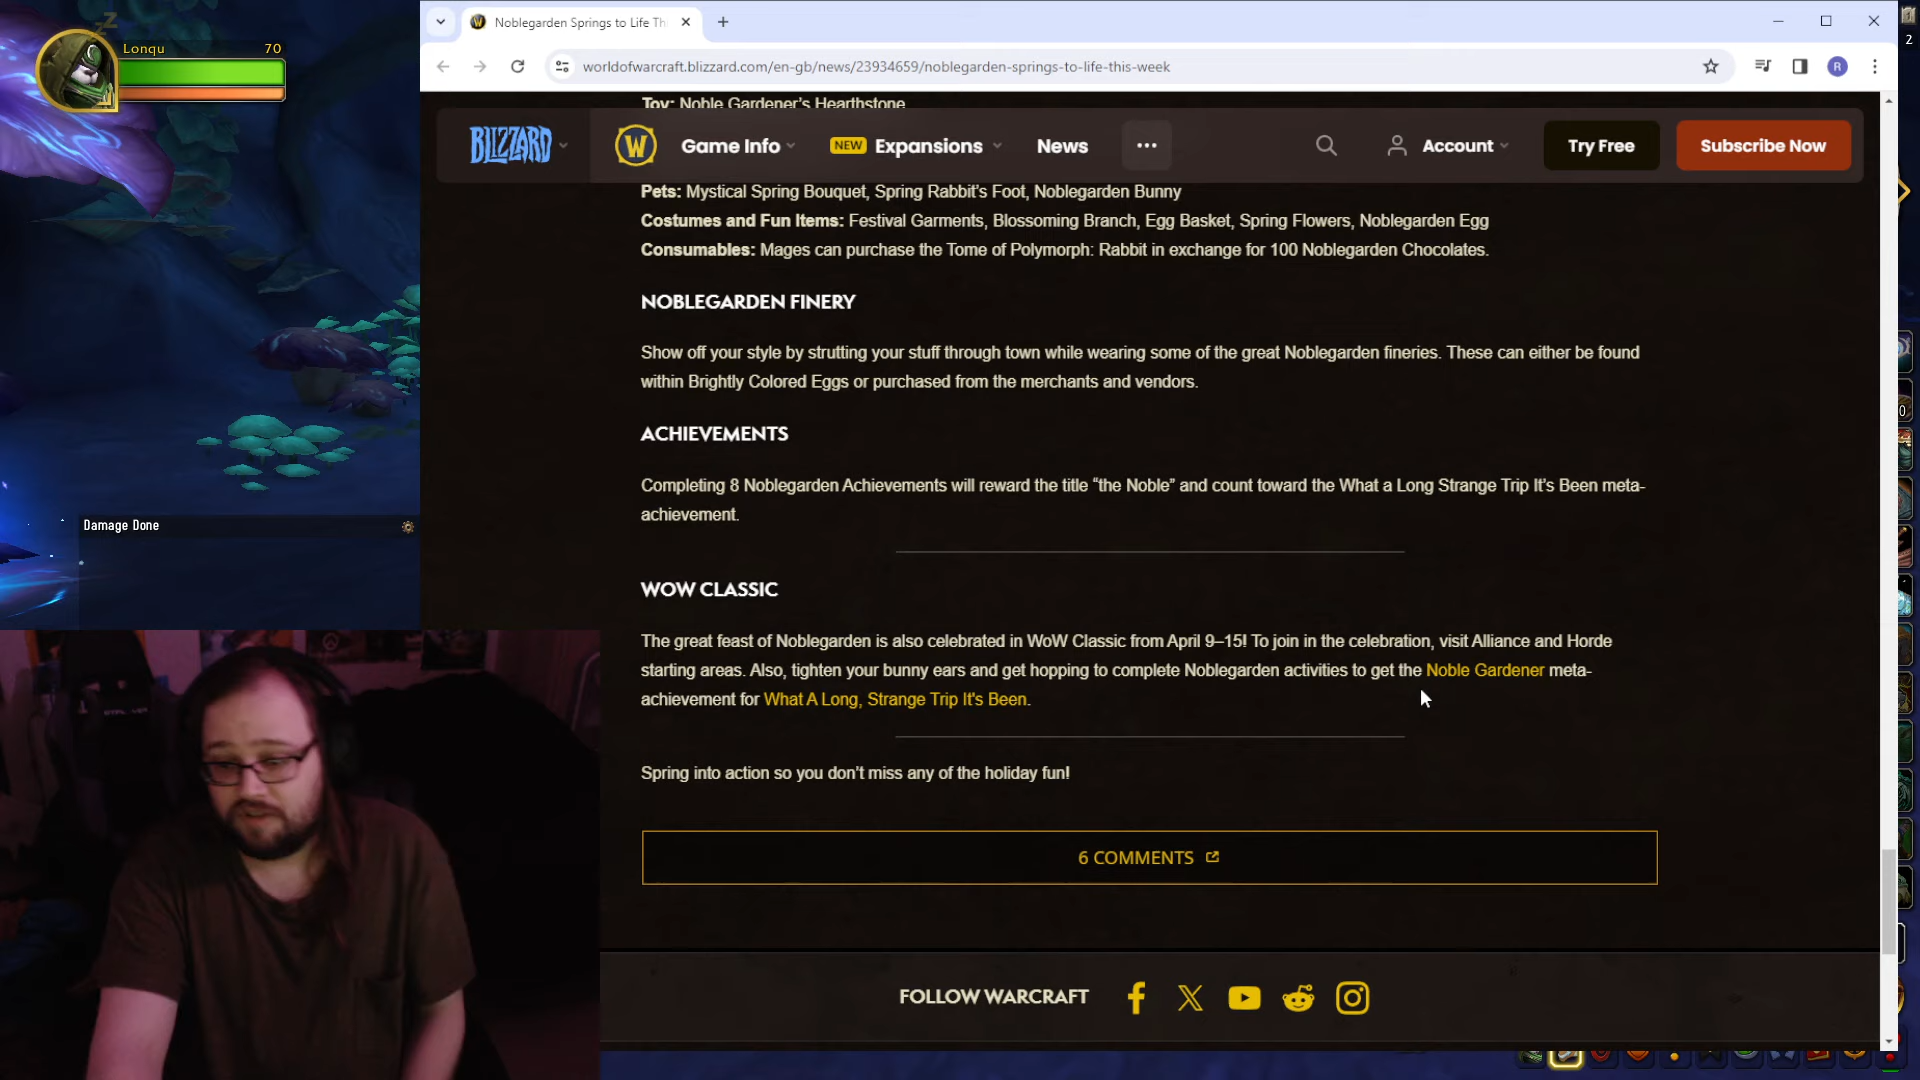 Noblegarden Springs to Life Th
Lonqu 70
worldofwarcraft.blizzard.com/en-gb/news/23934659/noblegarden-springs-to-life-this-week
R
2
Toy: Noble Gardener's Hearthstone
BLIZZARD
W
Game Info
NEW
Expansions
News
Account
Try Free
Subscribe Now
Pets: Mystical Spring Bouquet, Spring Rabbit's Foot, Noblegarden Bunny
Costumes and Fun Items: Festival Garments, Blossoming Branch, Egg Basket, Spring Flowers, Noblegarden Egg
Consumables: Mages can purchase the Tome of Polymorph: Rabbit in exchange for 100 Noblegarden Chocolates.
NOBLEGARDEN FINERY
Show off your style by strutting your stuff through town while wearing some of the great Noblegarden fineries. These can either be found
within Brightly Colored Eggs or purchased from the merchants and vendors.
ACHIEVEMENTS
Completing 8 Noblegarden Achievements will reward the title “the Noble” and count toward the What a Long Strange Trip It's Been meta-
achievement.
Damage Done
WOW CLASSIC
The great feast of Noblegarden is also celebrated in WoW Classic from April 9–15! To join in the celebration, visit Alliance and Horde
starting areas. Also, tighten your bunny ears and get hopping to complete Noblegarden activities to get the Noble Gardener meta-
achievement for What A Long, Strange Trip It's Been.
Spring into action so you don't miss any of the holiday fun!
6 COMMENTS
FOLLOW WARCRAFT